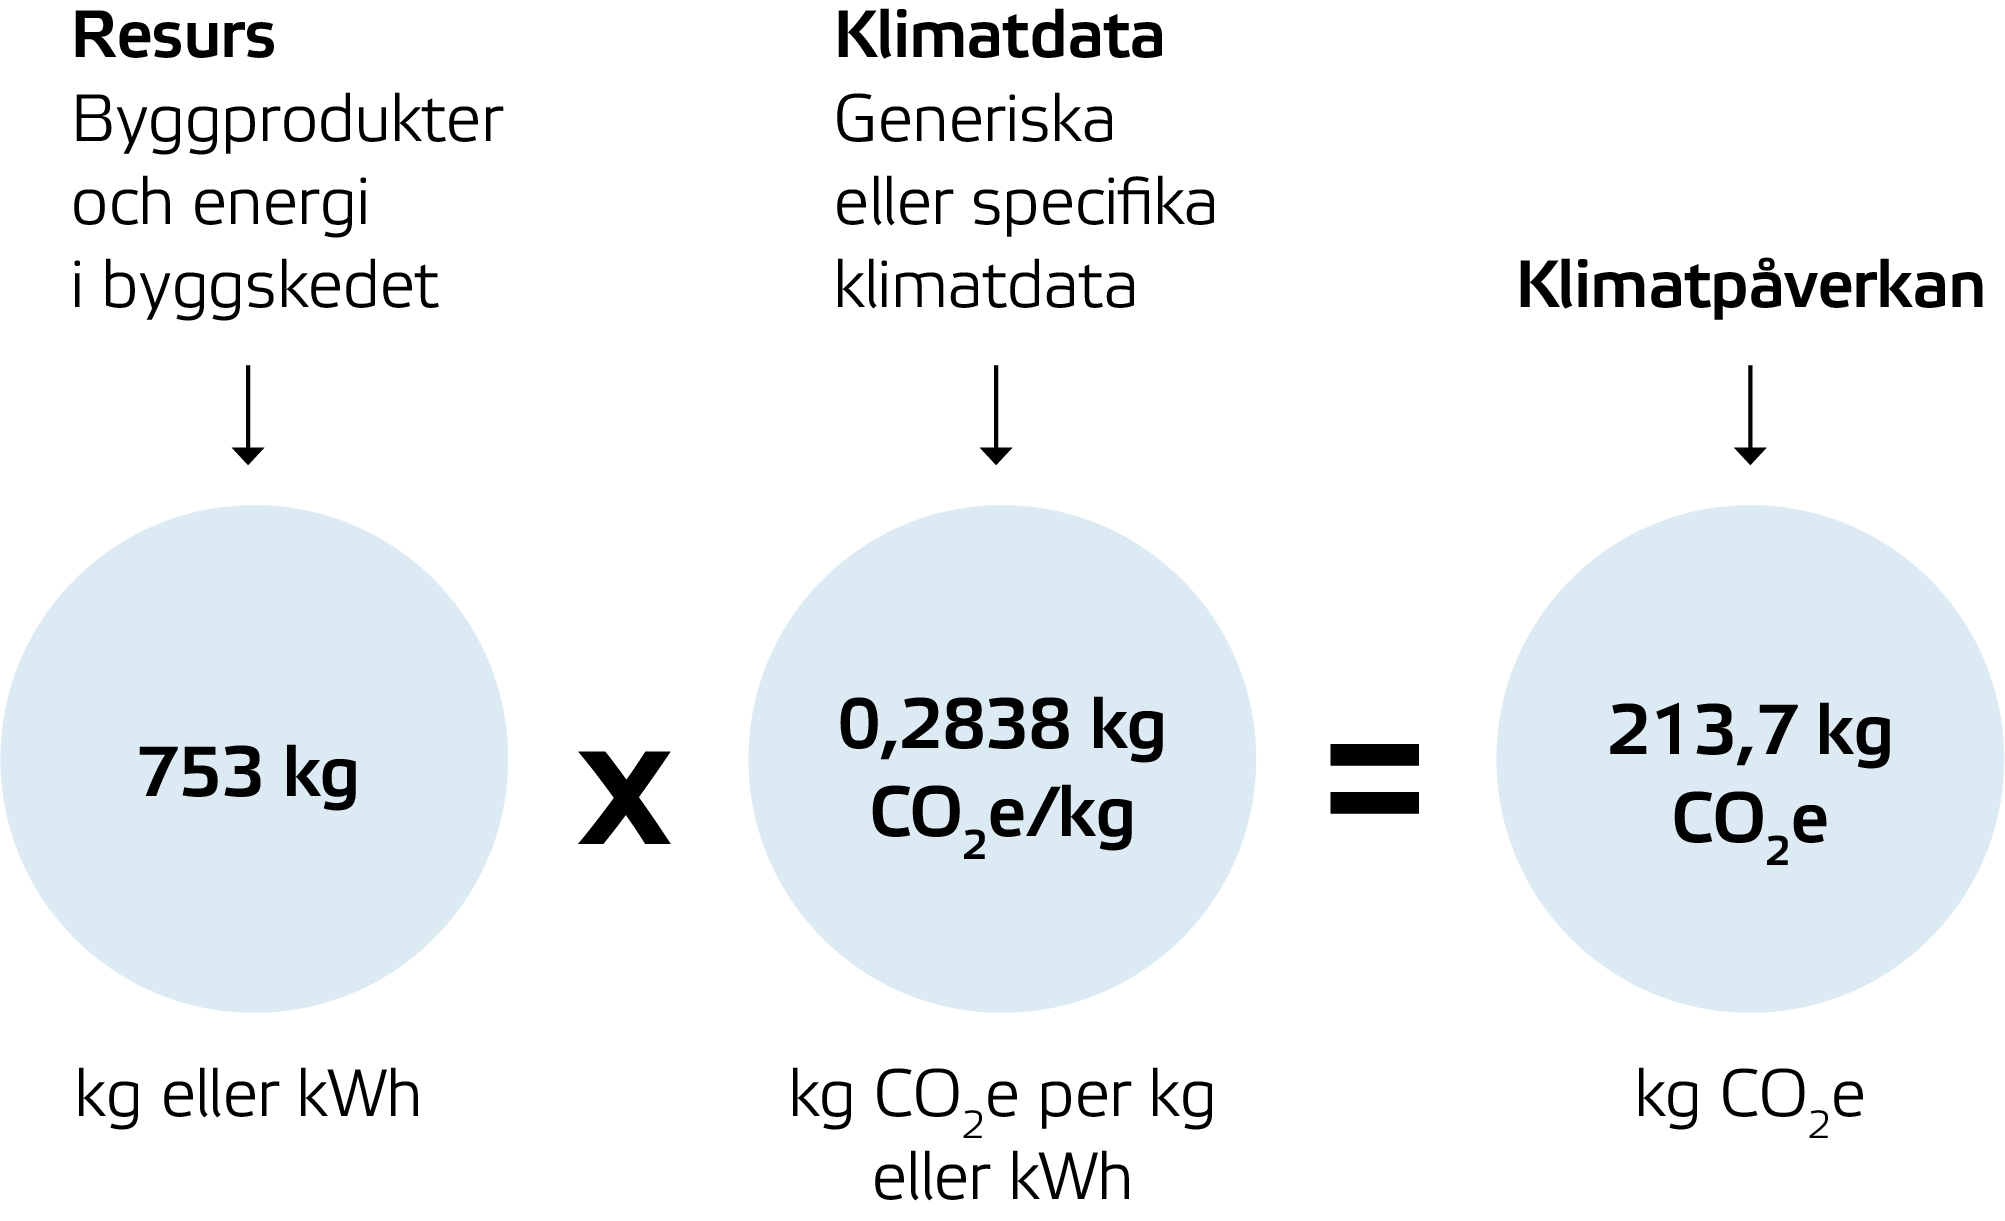 Resurs
Byggprodukter
och energi
i byggskedet
Klimatdata
Generiska
eller specifika
klimatdata
Klimatpåverkan
753 kg
x
0,2838 kg
CO₂e/kg
=
213,7 kg
CO₂e
kg eller kWh
kg CO₂e per kg
eller kWh
kg CO₂e